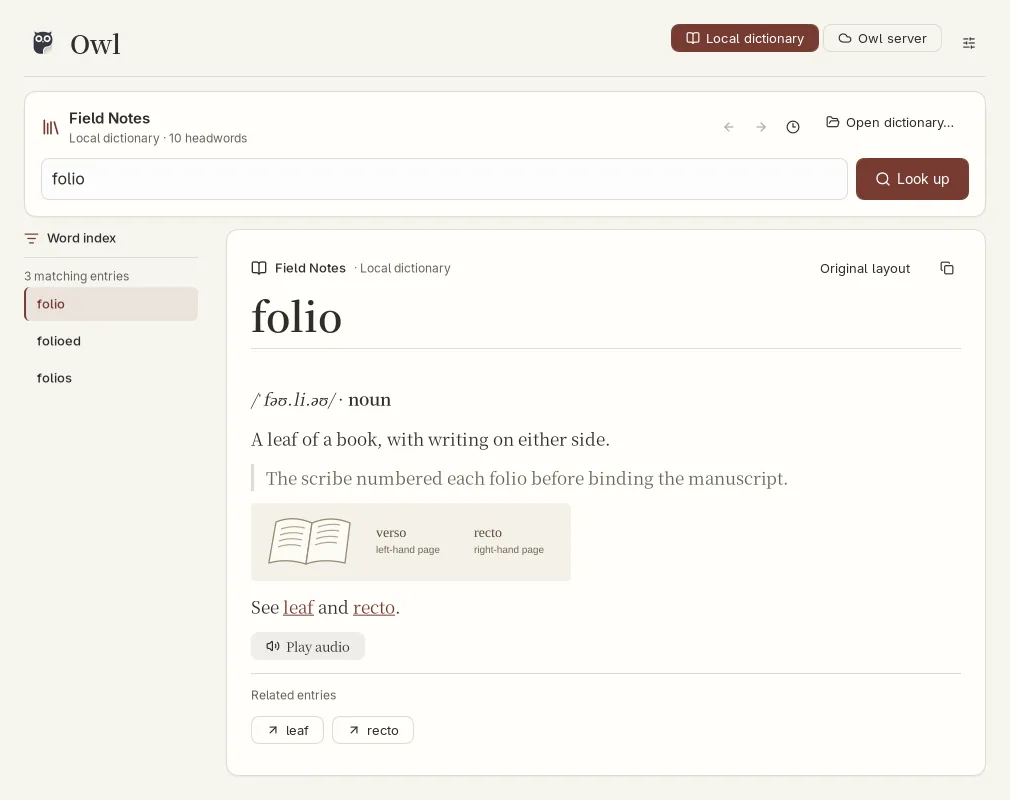 Owl
Local dictionary
Owl server
Field Notes
Local dictionary · 10 headwords
Open dictionary...
folio
Look up
Word index
3 matching entries
folio
folioed
folios
Field Notes · Local dictionary
Original layout
folio
/ˈfəʊ.li.əʊ/ · noun
A leaf of a book, with writing on either side.
The scribe numbered each folio before binding the manuscript.
verso
left-hand page
recto
right-hand page
See leaf and recto.
Play audio
Related entries
leaf
recto